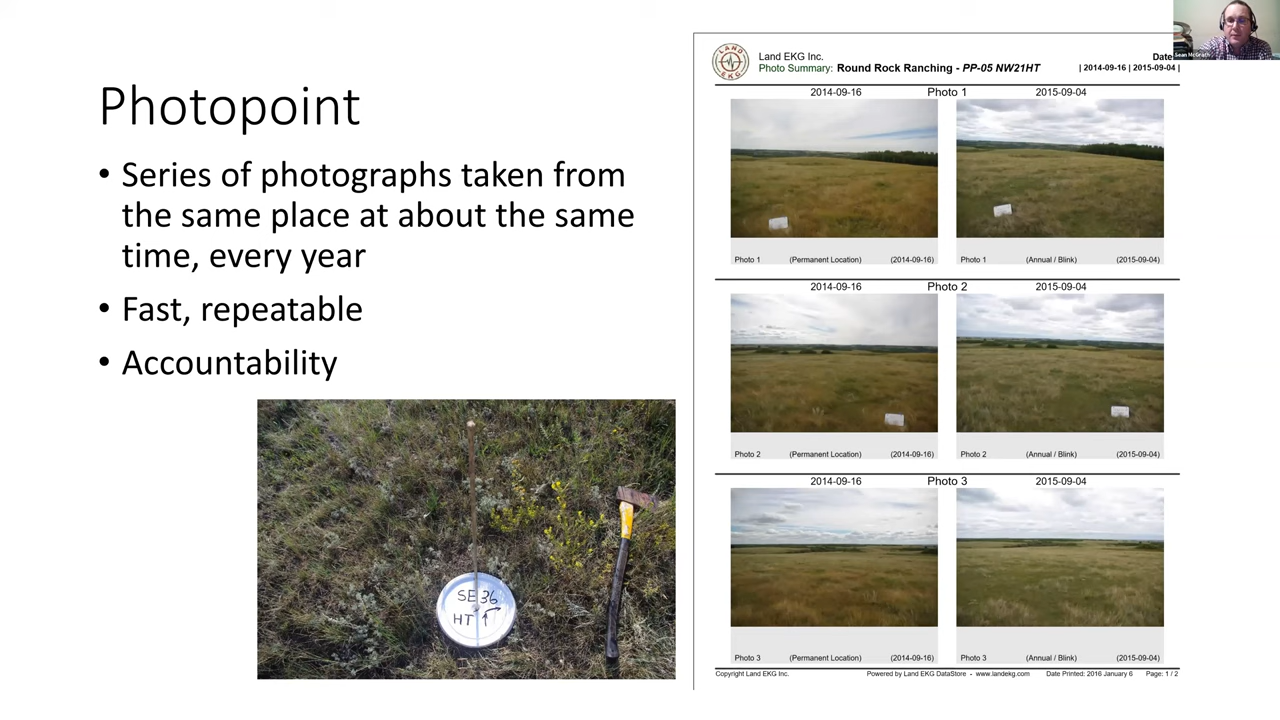 Photopoint
• Series of photographs taken from
the same place at about the same
time, every year
• Fast, repeatable
• Accountability
SE 36
HT
LAND
EKG
Land EKG Inc.
Photo Summary: Round Rock Ranching - PP-05 NW21HT
Date
| 2014-09-16 | 2015-09-04 |
2014-09-16 Photo 1 2015-09-04
Photo 1 (Permanent Location) (2014-09-16) Photo 1 (Annual / Blink) (2015-09-04)
2014-09-16 Photo 2 2015-09-04
Photo 2 (Permanent Location) (2014-09-16) Photo 2 (Annual / Blink) (2015-09-04)
2014-09-16 Photo 3 2015-09-04
Photo 3 (Permanent Location) (2014-09-16) Photo 3 (Annual / Blink) (2015-09-04)
Copyright Land EKG Inc. Powered by Land EKG DataStore - www.landekg.com Date Printed: 2016 January 6 Page: 1 / 2
Sean McGrath